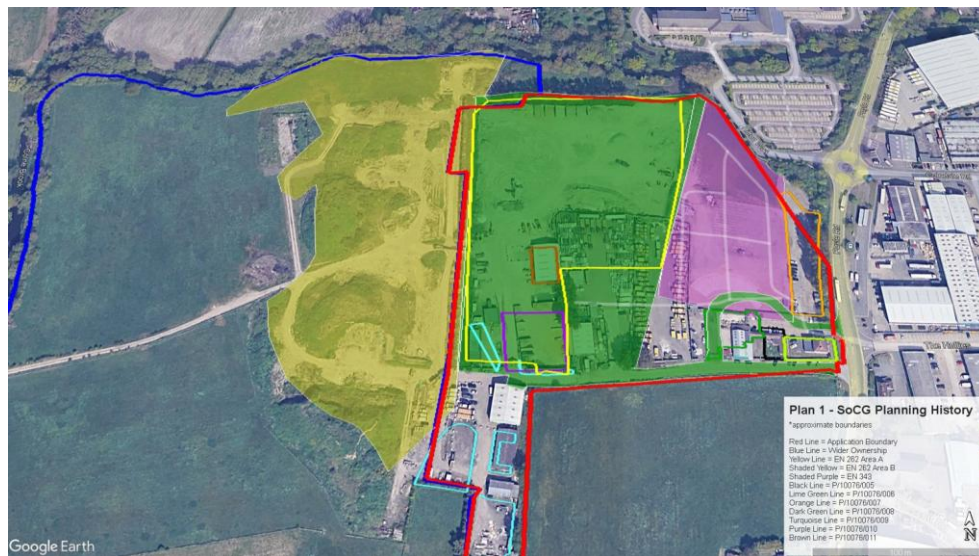 The Vallies
Google Earth
Plan 1 - SoCG Planning History
*approximate boundaries
Red Line = Application Boundary
Blue Line = Wider Ownership
Yellow Line = EN 262 Area A
Shaded Yellow = EN 262 Area B
Shaded Purple = EN 343
Black Line = P/10076/005
Lime Green Line = P/10076/006
Orange Line = P/10076/007
Dark Green Line = P/10076/008
Turquoise Line = P/10076/009
Purple Line = P/10076/010
Brown Line = P/10076/011
N